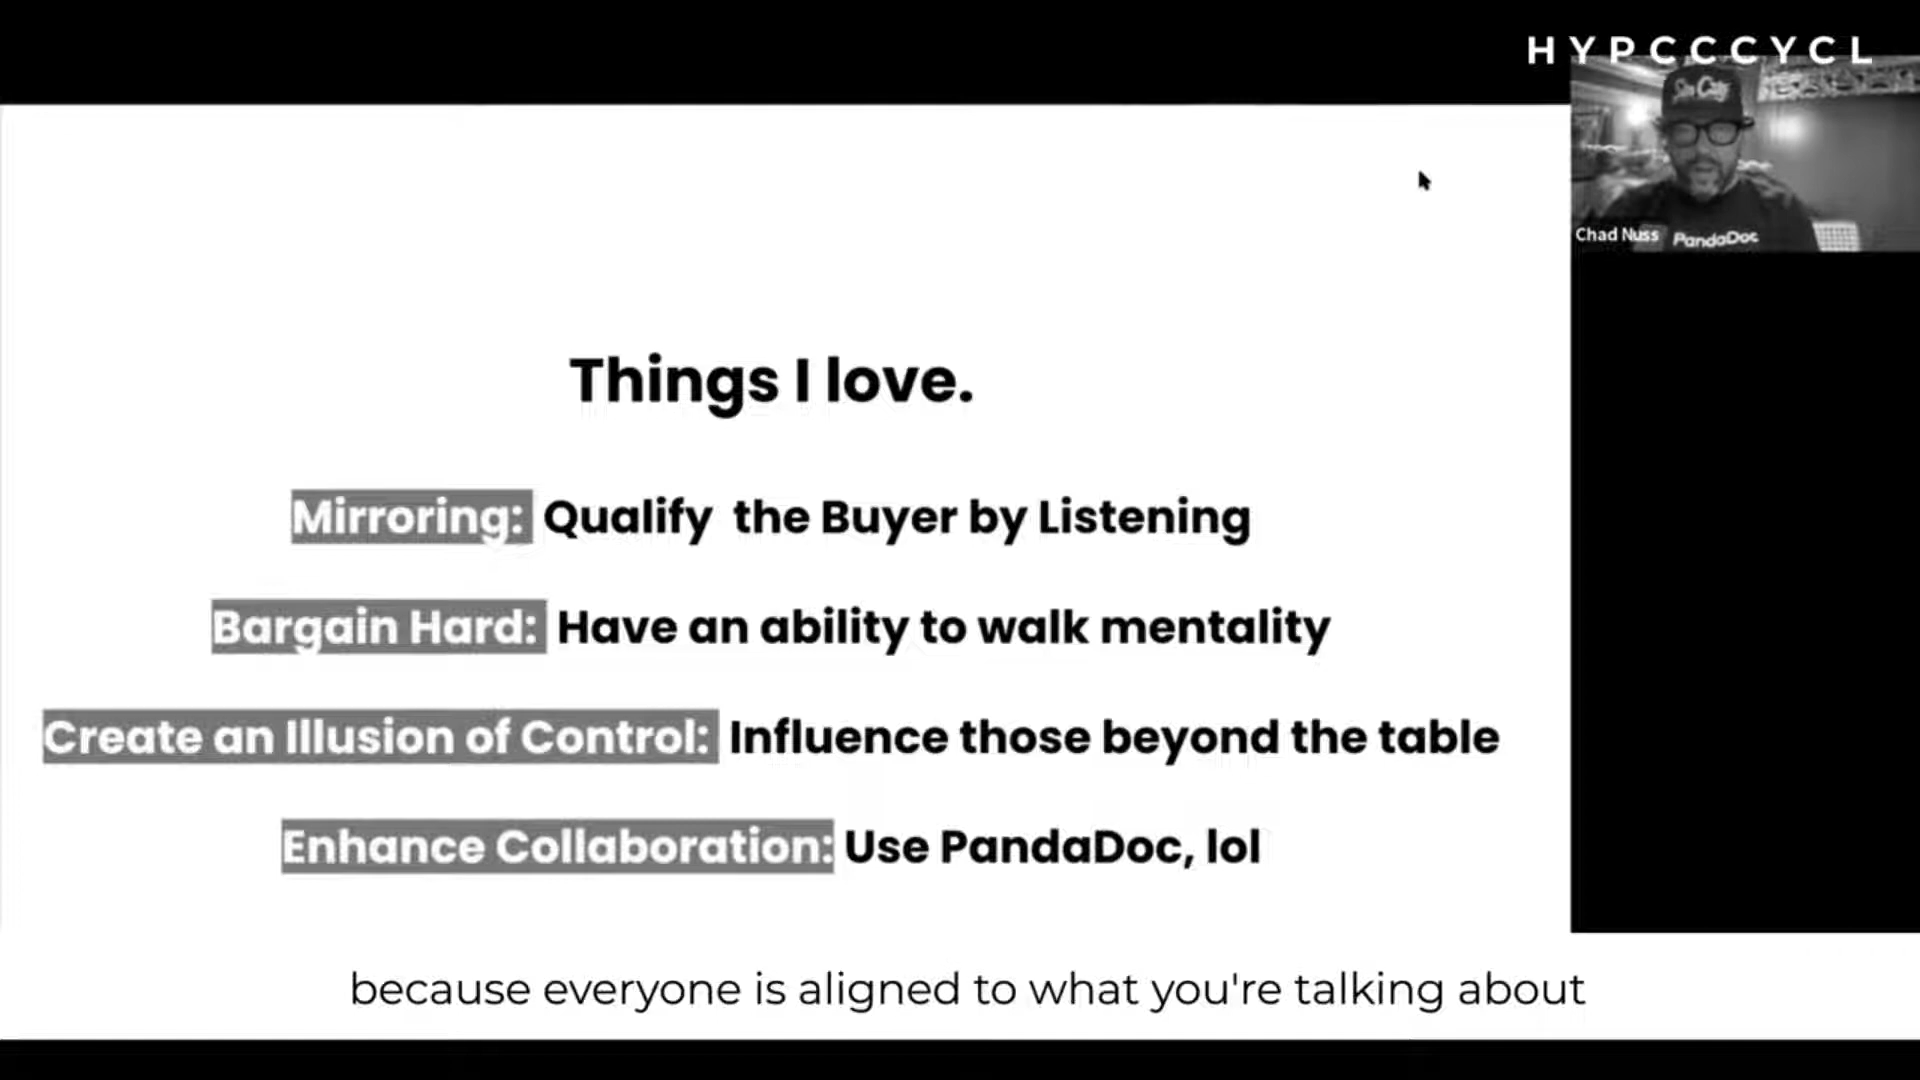 HYPCCCYCL
Sin City
Chad Nuss
PandaDoc
Things I love.
Mirroring: Qualify the Buyer by Listening
Bargain Hard: Have an ability to walk mentality
Create an Illusion of Control: Influence those beyond the table
Enhance Collaboration: Use PandaDoc, lol
because everyone is aligned to what you're talking about